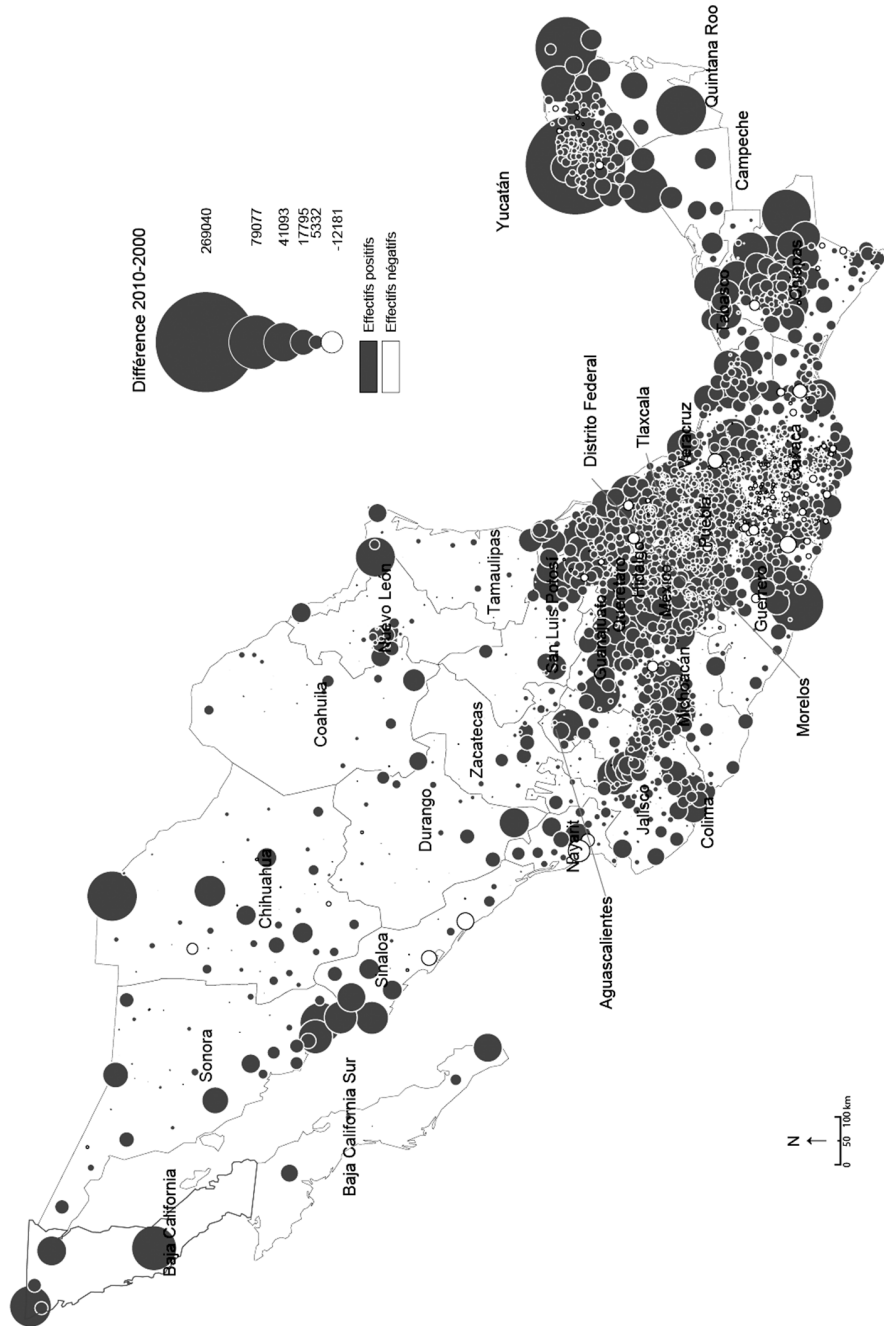 Différence 2010-2000
269040
79077
41093
17795
5332
-12181
Effectifs positifs
Effectifs négatifs
Baja California
Sonora
Chihuahua
Coahuila
Baja California Sur
Sinaloa
Durango
Nuevo León
Zacatecas
Tamaulipas
San Luis Potosí
Nayarit
Aguascalientes
Jalisco
Guanajuato
Querétaro
Hidalgo
Distrito Federal
Tlaxcala
Veracruz
Colima
Michoacán
México
Puebla
Morelos
Guerrero
Oaxaca
Tabasco
Chiapas
Yucatán
Campeche
Quintana Roo
N
0 50 100 km